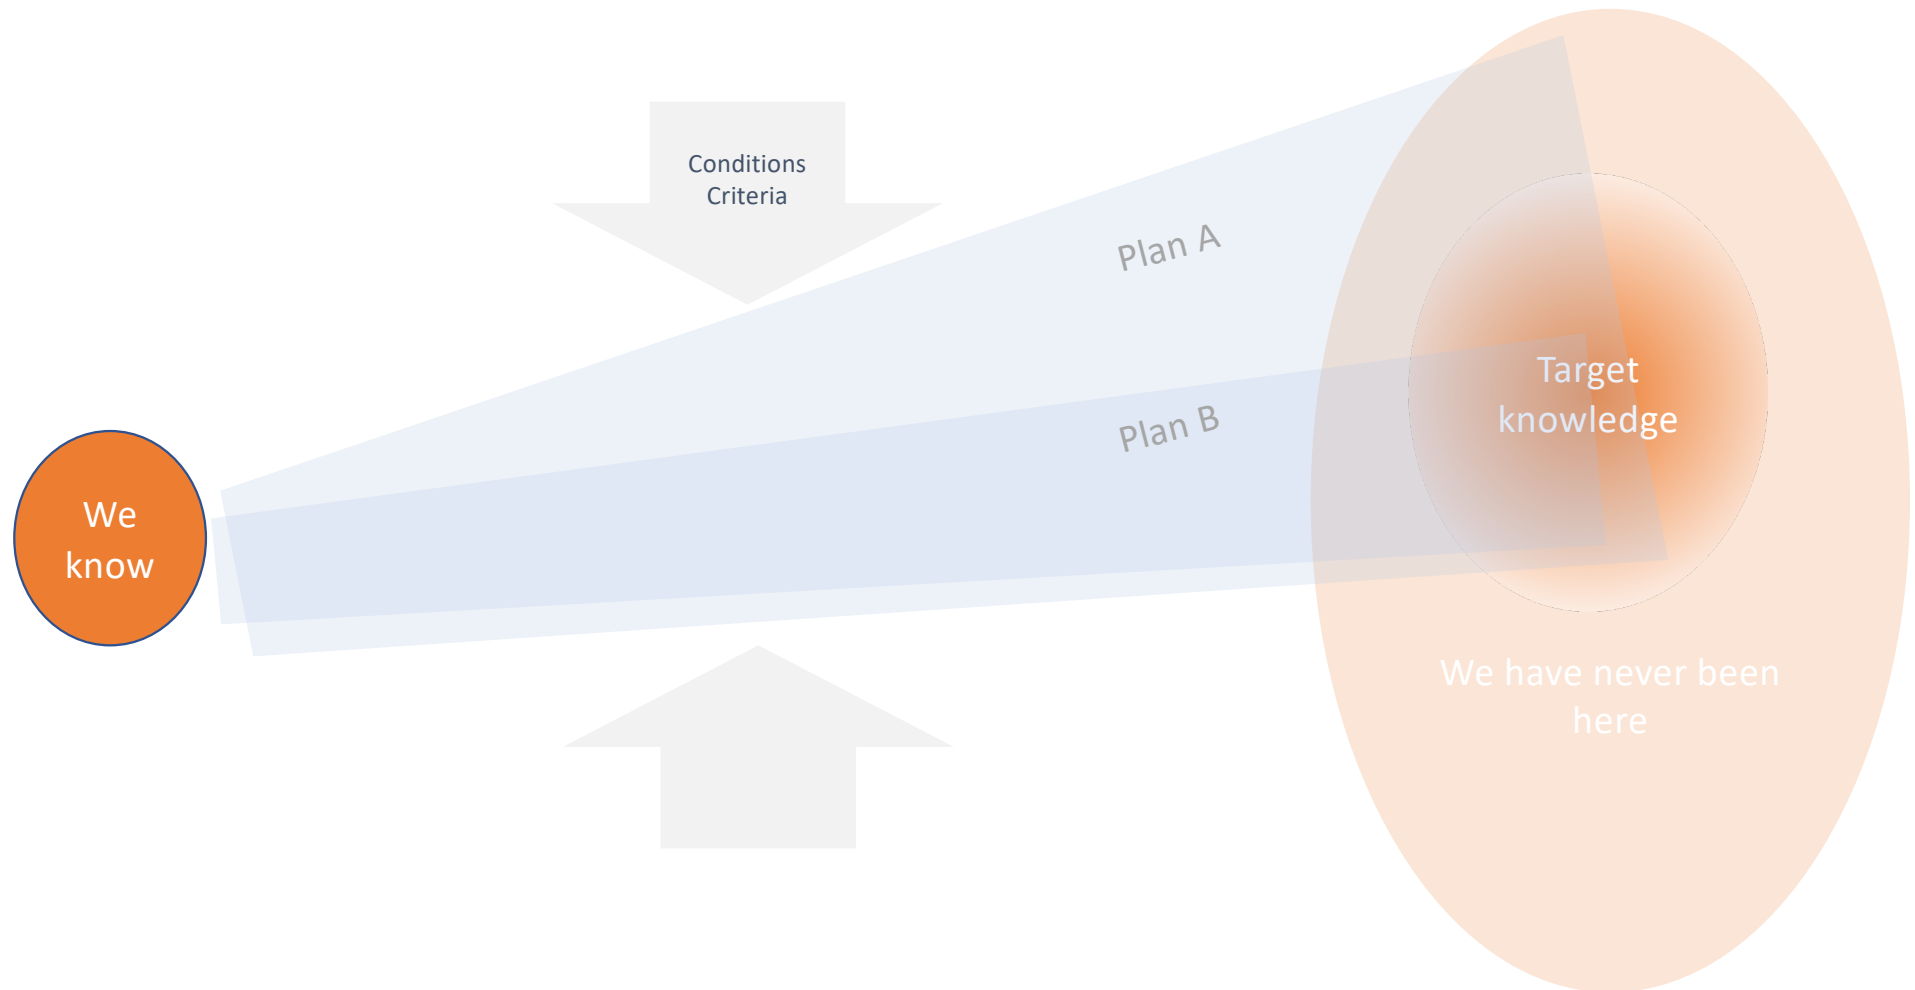 Conditions
Criteria
Plan A
Plan B
We
know
Target
knowledge
We have never been
here